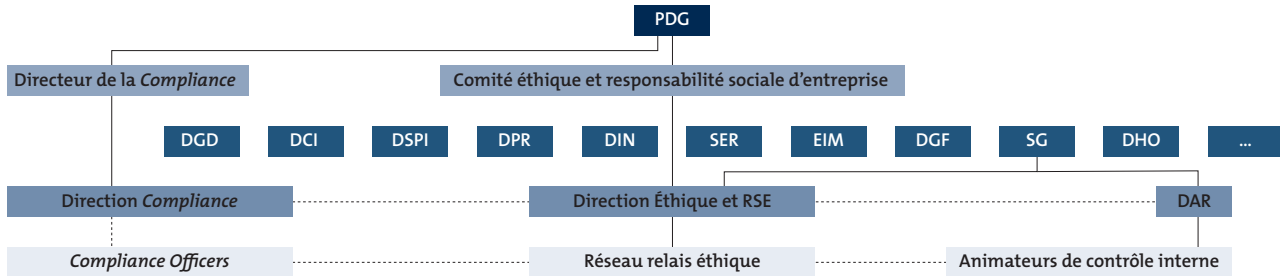 PDG
Directeur de la Compliance
Comité éthique et responsabilité sociale d'entreprise
DGD
DCI
DSPI
DPR
DIN
SER
EIM
DGF
SG
DHO
...
Direction Compliance
Direction Éthique et RSE
DAR
Compliance Officers
Réseau relais éthique
Animateurs de contrôle interne